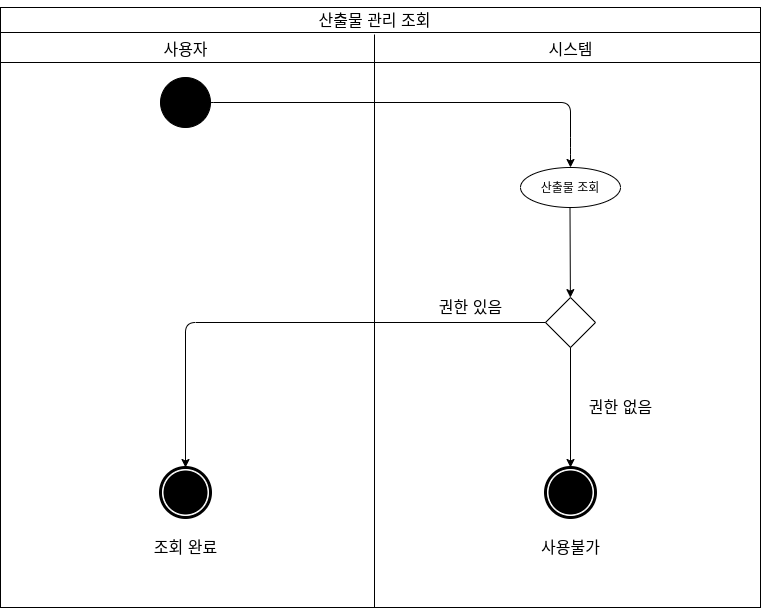 산출물 관리 조회
사용자
시스템
산출물 조회
권한 있음
권한 없음
조회 완료
사용불가